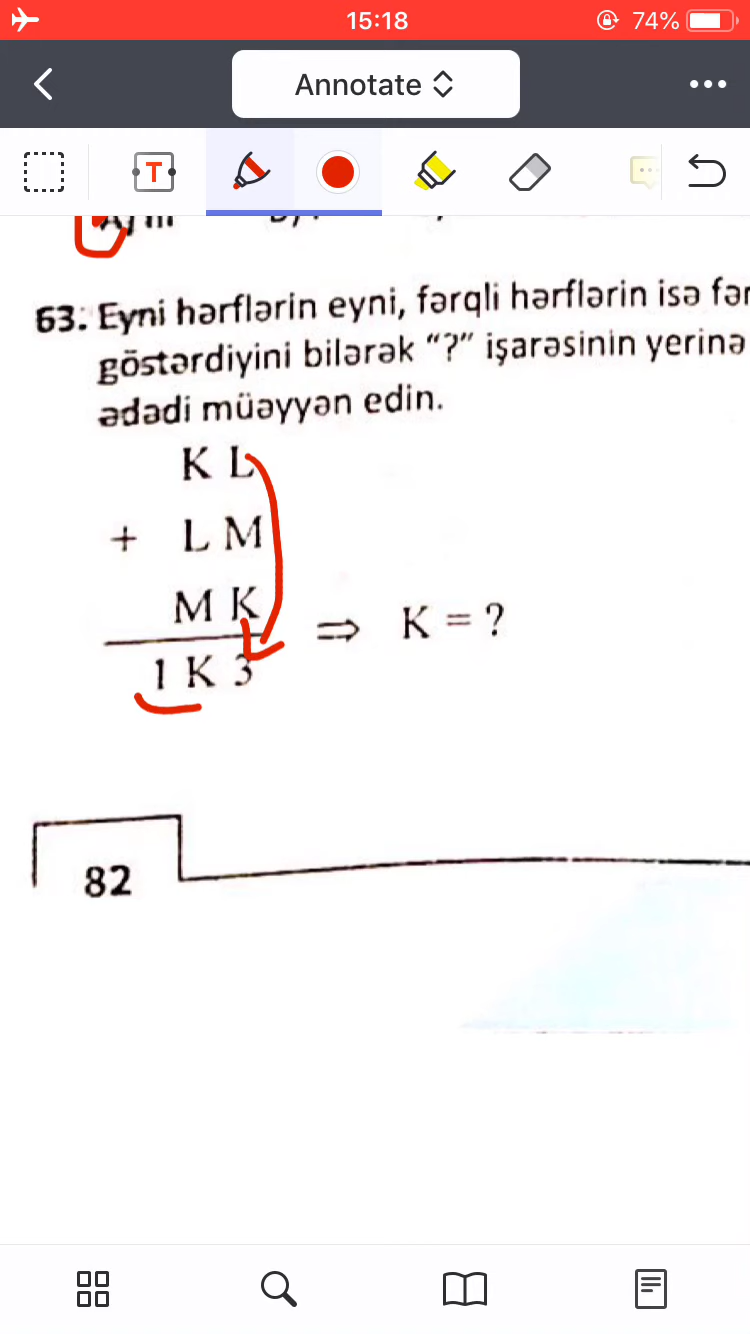 15:18
74%
Annotate
T
63. Eyni hərflərin eyni, fərqli hərflərin isə fər
göstərdiyini bilərək “?” işarəsinin yerinə
ədədi müəyyən edin.
K L
+ L M
M K
1 K 3
⇒ K = ?
82